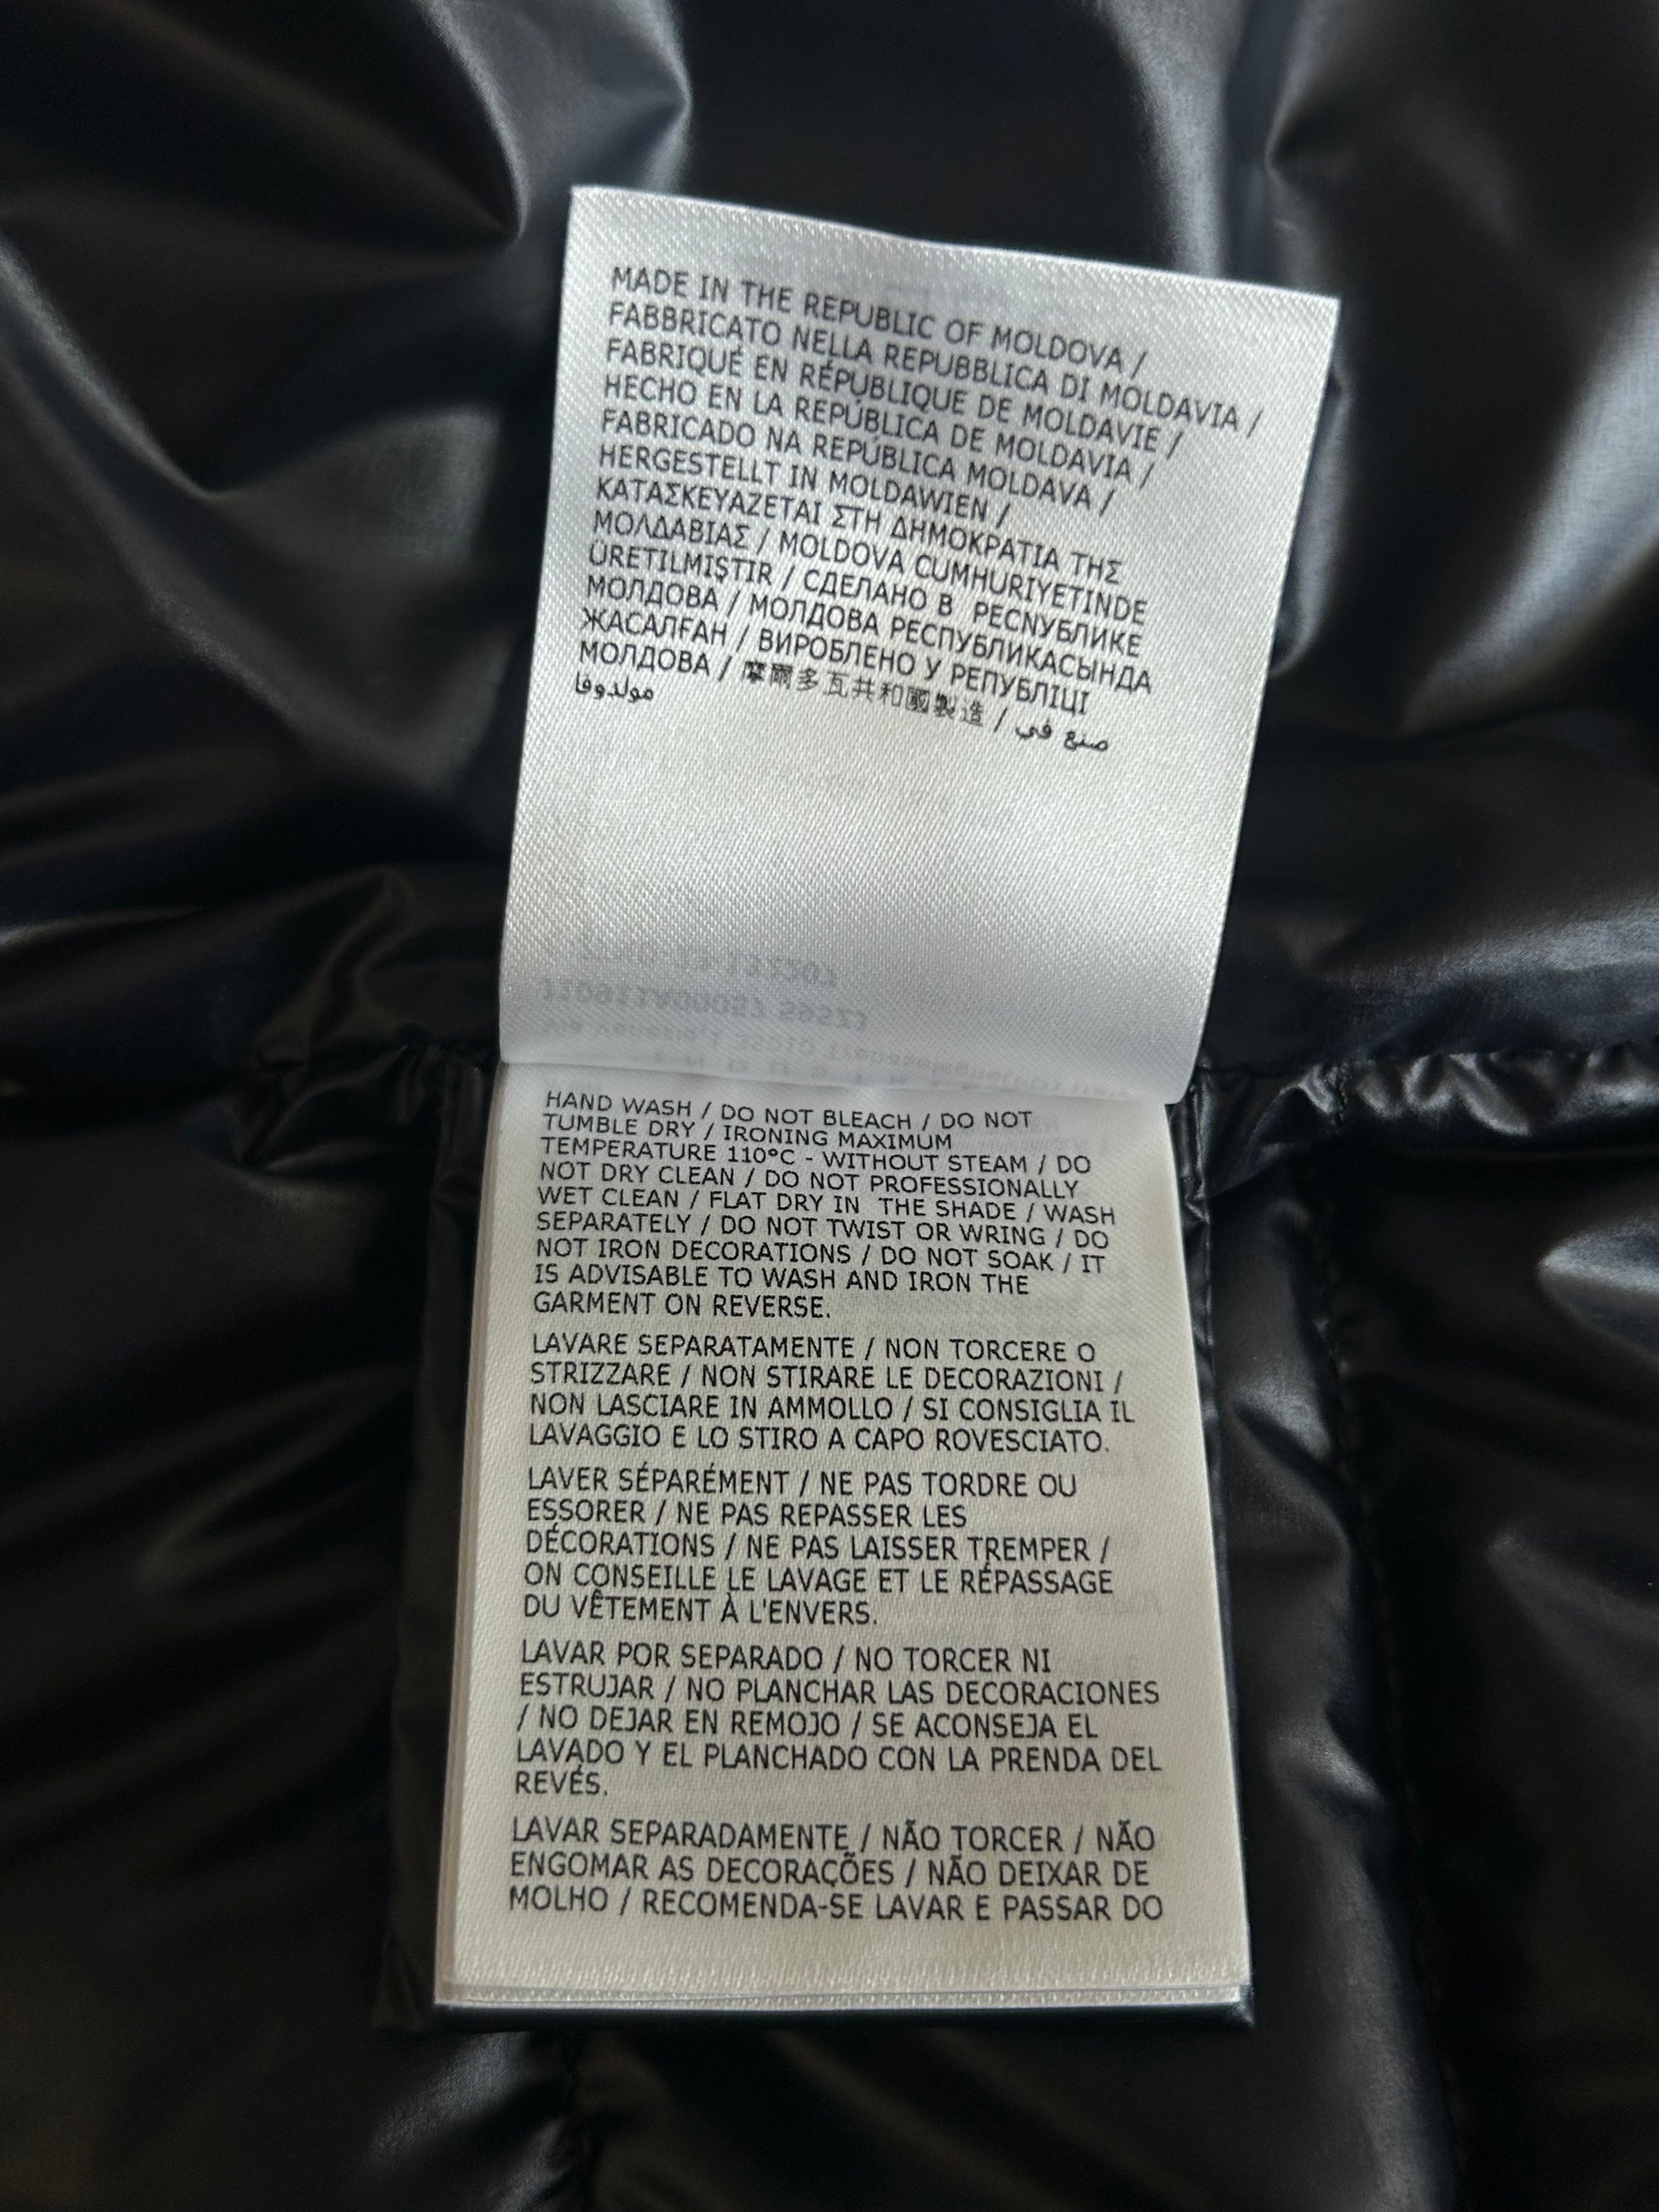 MADE IN THE REPUBLIC OF MOLDOVA /
FABBRICATO NELLA REPUBBLICA DI MOLDAVIA /
FABRIQUÉ EN RÉPUBLIQUE DE MOLDAVIE /
HECHO EN LA REPÚBLICA DE MOLDAVIA /
FABRICADO NA REPÚBLICA MOLDAVA /
HERGESTELLT IN MOLDAWIEN /
ΚΑΤΑΣΚΕΥΑΖΕΤΑΙ ΣΤΗ ΔΗΜΟΚΡΑΤΙΑ ΤΗΣ
ΜΟΛΔΑΒΙΑΣ / MOLDOVA CUMHURIYETINDE
ÜRETILMIŞTIR / СДЕЛАНО В РЕСNУБЛИКЕ
МОЛДОВА / МОЛДОВА РЕСПУБЛИКАСЫНДА
ЖАСАЛҒАН / ВИРОБЛЕНО У РЕПУБЛІЦІ
МОЛДОВА / 摩爾多瓦共和國製造 / صنع في
مولدوفا
HAND WASH / DO NOT BLEACH / DO NOT
TUMBLE DRY / IRONING MAXIMUM
TEMPERATURE 110°C - WITHOUT STEAM / DO
NOT DRY CLEAN / DO NOT PROFESSIONALLY
WET CLEAN / FLAT DRY IN THE SHADE / WASH
SEPARATELY / DO NOT TWIST OR WRING / DO
NOT IRON DECORATIONS / DO NOT SOAK / IT
IS ADVISABLE TO WASH AND IRON THE
GARMENT ON REVERSE.
LAVARE SEPARATAMENTE / NON TORCERE O
STRIZZARE / NON STIRARE LE DECORAZIONI /
NON LASCIARE IN AMMOLLO / SI CONSIGLIA IL
LAVAGGIO E LO STIRO A CAPO ROVESCIATO.
LAVER SÉPARÉMENT / NE PAS TORDRE OU
ESSORER / NE PAS REPASSER LES
DÉCORATIONS / NE PAS LAISSER TREMPER /
ON CONSEILLE LE LAVAGE ET LE RÉPASSAGE
DU VÊTEMENT À L'ENVERS.
LAVAR POR SEPARADO / NO TORCER NI
ESTRUJAR / NO PLANCHAR LAS DECORACIONES
/ NO DEJAR EN REMOJO / SE ACONSEJA EL
LAVADO Y EL PLANCHADO CON LA PRENDA DEL
REVÉS.
LAVAR SEPARADAMENTE / NÃO TORCER / NÃO
ENGOMAR AS DECORAÇÕES / NÃO DEIXAR DE
MOLHO / RECOMENDA-SE LAVAR E PASSAR DO